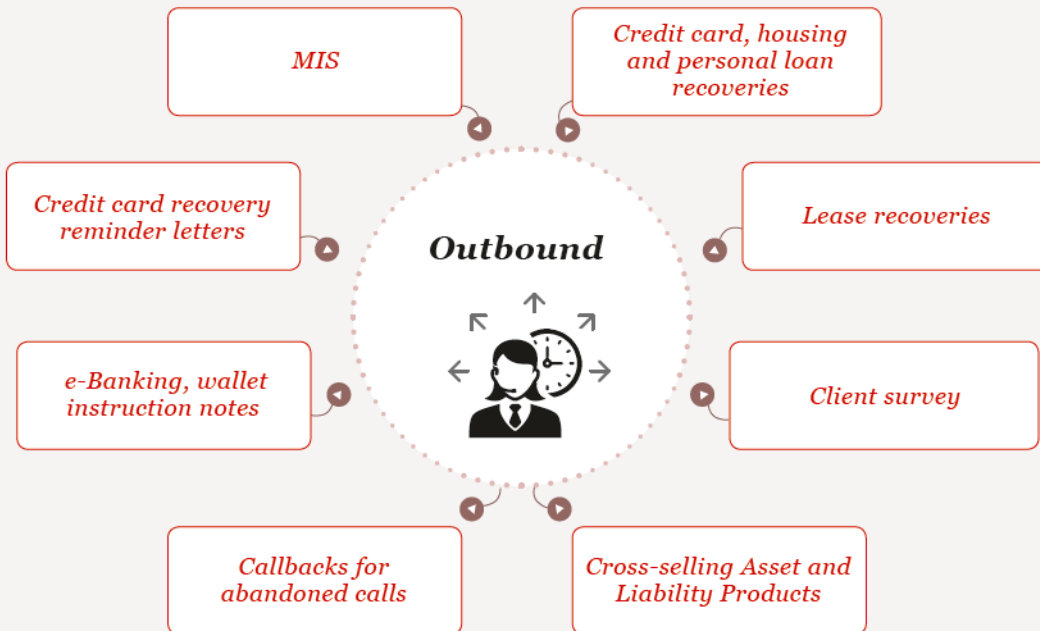 MIS
Credit card, housing
and personal loan
recoveries
Credit card recovery
reminder letters
Lease recoveries
Outbound
e-Banking, wallet
instruction notes
Client survey
Callbacks for
abandoned calls
Cross-selling Asset and
Liability Products